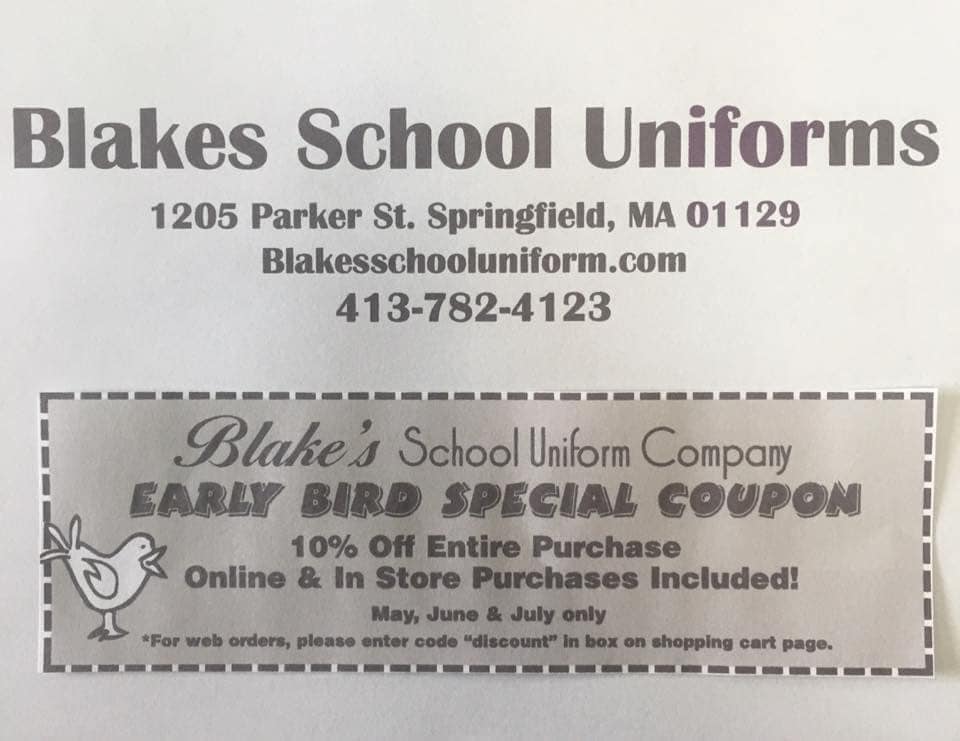 Blakes School Uniforms
1205 Parker St. Springfield, MA 01129
Blakesschooluniform.com
413-782-4123
Blake's School Uniform Company
EARLY BIRD SPECIAL COUPON
10% Off Entire Purchase
Online & In Store Purchases Included!
May, June & July only
*For web orders, please enter code "discount" in box on shopping cart page.